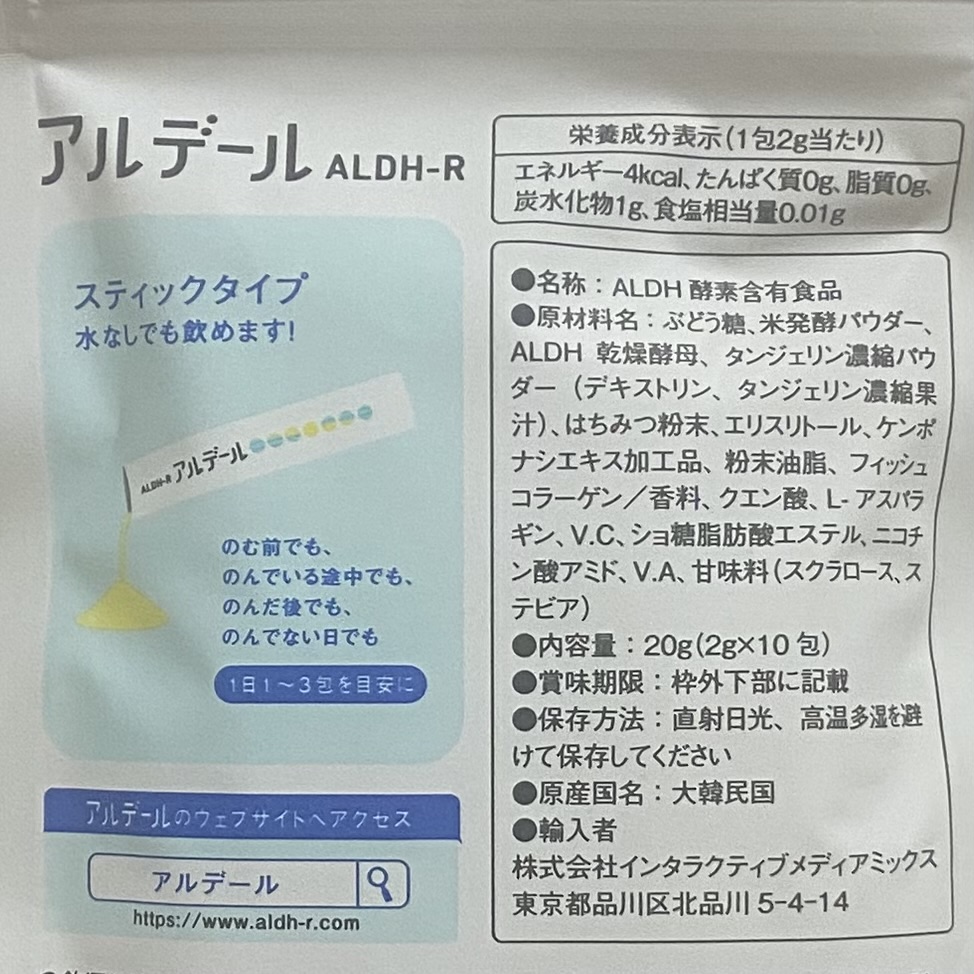 アルデール ALDH-R
スティックタイプ
水なしでも飲めます!
ALDH-R アルデール
のむ前でも、
のんでいる途中でも、
のんだ後でも、
のんでない日でも
1日1~3包を目安に
アルデールのウェブサイトへアクセス
アルデール
https://www.aldh-r.com
栄養成分表示(1包2g当たり)
エネルギー4kcal、たんぱく質0g、脂質0g、
炭水化物1g、食塩相当量0.01g
●名称:ALDH 酵素含有食品
●原材料名:ぶどう糖、米発酵パウダー、
ALDH 乾燥酵母、タンジェリン濃縮パウ
ダー(デキストリン、タンジェリン濃縮果
汁)、はちみつ粉末、エリスリトール、ケンポ
ナシエキス加工品、粉末油脂、フィッシュ
コラーゲン/香料、クエン酸、L-アスパラ
ギン、V.C、ショ糖脂肪酸エステル、ニコチ
ン酸アミド、V.A、甘味料(スクラロース、ス
テビア)
●内容量:20g(2g×10包)
●賞味期限:枠外下部に記載
●保存方法:直射日光、高温多湿を避
けて保存してください
●原産国名:大韓民国
●輸入者
株式会社インタラクティブメディアミックス
東京都品川区北品川 5-4-14